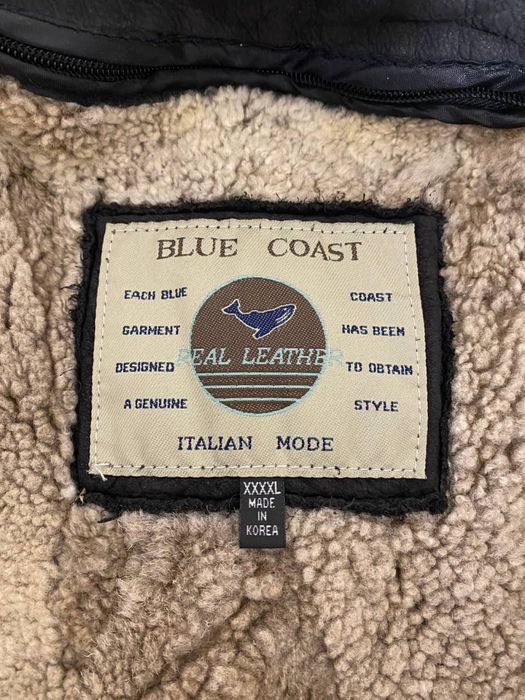 BLUE COAST
EACH BLUE COAST
GARMENT HAS BEEN
REAL LEATHER
DESIGNED TO OBTAIN
A GENUINE STYLE
ITALIAN MODE
XXXXL
MADE
IN
KOREA